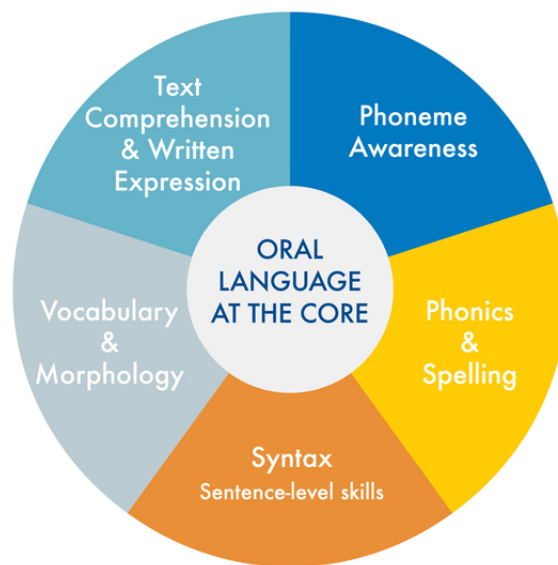 Text
Comprehension
& Written
Expression
Phoneme
Awareness
ORAL
LANGUAGE
AT THE CORE
Vocabulary
&
Morphology
Phonics
&
Spelling
Syntax
Sentence-level skills